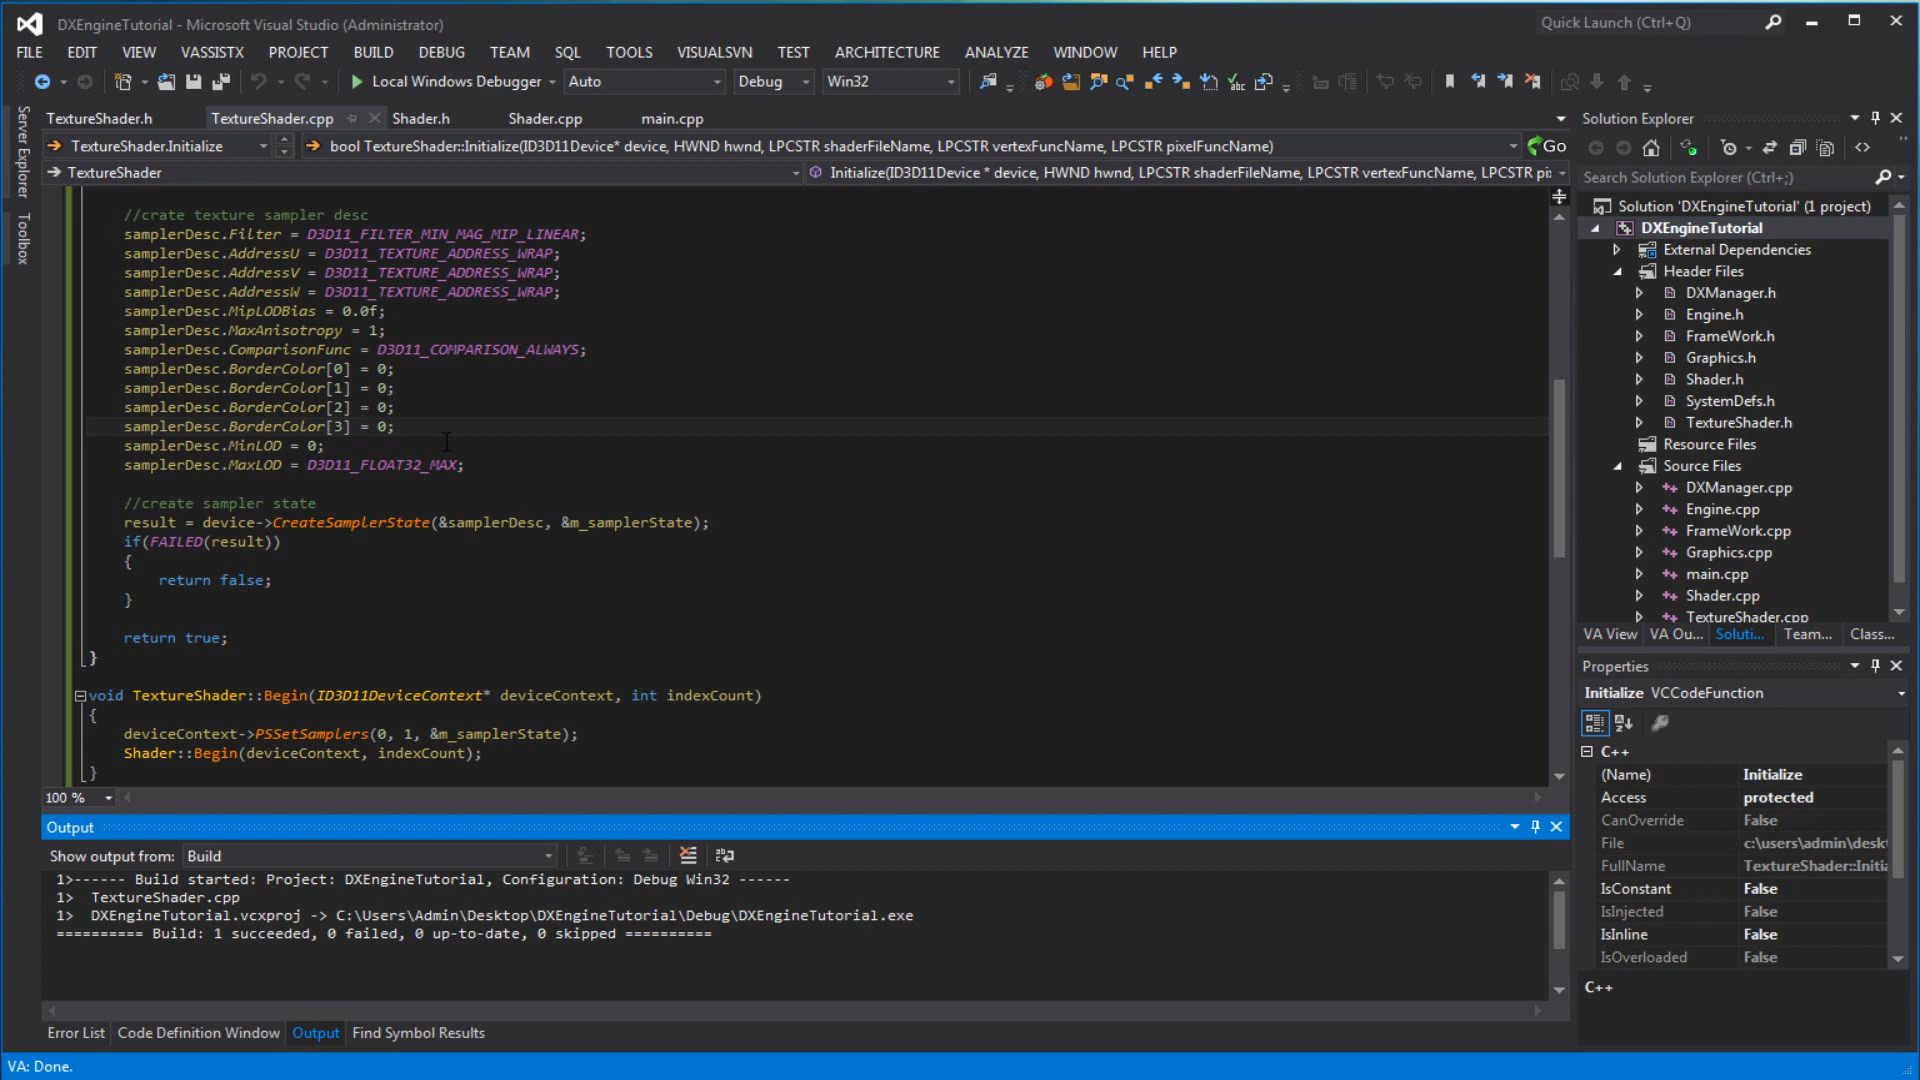 DXEngineTutorial - Microsoft Visual Studio (Administrator)
Quick Launch (Ctrl+Q)
FILE EDIT VIEW VASSISTX PROJECT BUILD DEBUG TEAM SQL TOOLS VISUALSVN TEST ARCHITECTURE ANALYZE WINDOW HELP
Local Windows Debugger Auto Debug Win32
Server Explorer
Toolbox
TextureShader.h TextureShader.cpp Shader.h Shader.cpp main.cpp
TextureShader.Initialize bool TextureShader::Initialize(ID3D11Device* device, HWND hwnd, LPCSTR shaderFileName, LPCSTR vertexFuncName, LPCSTR pixelFuncName) Go
TextureShader Initialize(ID3D11Device * device, HWND hwnd, LPCSTR shaderFileName, LPCSTR vertexFuncName, LPCSTR pi
//crate texture sampler desc
samplerDesc.Filter = D3D11_FILTER_MIN_MAG_MIP_LINEAR;
samplerDesc.AddressU = D3D11_TEXTURE_ADDRESS_WRAP;
samplerDesc.AddressV = D3D11_TEXTURE_ADDRESS_WRAP;
samplerDesc.AddressW = D3D11_TEXTURE_ADDRESS_WRAP;
samplerDesc.MipLODBias = 0.0f;
samplerDesc.MaxAnisotropy = 1;
samplerDesc.ComparisonFunc = D3D11_COMPARISON_ALWAYS;
samplerDesc.BorderColor[0] = 0;
samplerDesc.BorderColor[1] = 0;
samplerDesc.BorderColor[2] = 0;
samplerDesc.BorderColor[3] = 0;
samplerDesc.MinLOD = 0;
samplerDesc.MaxLOD = D3D11_FLOAT32_MAX;
//create sampler state
result = device->CreateSamplerState(&samplerDesc, &m_samplerState);
if(FAILED(result))
{
return false;
}
return true;
}
void TextureShader::Begin(ID3D11DeviceContext* deviceContext, int indexCount)
{
deviceContext->PSSetSamplers(0, 1, &m_samplerState);
Shader::Begin(deviceContext, indexCount);
}
100 %
Output
Show output from: Build
1>------ Build started: Project: DXEngineTutorial, Configuration: Debug Win32 ------
1> TextureShader.cpp
1> DXEngineTutorial.vcxproj -> C:\Users\Admin\Desktop\DXEngineTutorial\Debug\DXEngineTutorial.exe
========== Build: 1 succeeded, 0 failed, 0 up-to-date, 0 skipped ==========
Error List Code Definition Window Output Find Symbol Results
VA: Done.
Solution Explorer
Search Solution Explorer (Ctrl+;)
Solution 'DXEngineTutorial' (1 project)
DXEngineTutorial
External Dependencies
Header Files
DXManager.h
Engine.h
FrameWork.h
Graphics.h
Shader.h
SystemDefs.h
TextureShader.h
Resource Files
Source Files
DXManager.cpp
Engine.cpp
FrameWork.cpp
Graphics.cpp
main.cpp
Shader.cpp
TextureShader.cpp
VA View VA Ou... Soluti... Team... Class...
Properties
Initialize VCCodeFunction
C++
(Name) Initialize
Access protected
CanOverride False
File c:\users\admin\deskt
FullName TextureShader::Initia
IsConstant False
IsInjected False
IsInline False
IsOverloaded False
C++